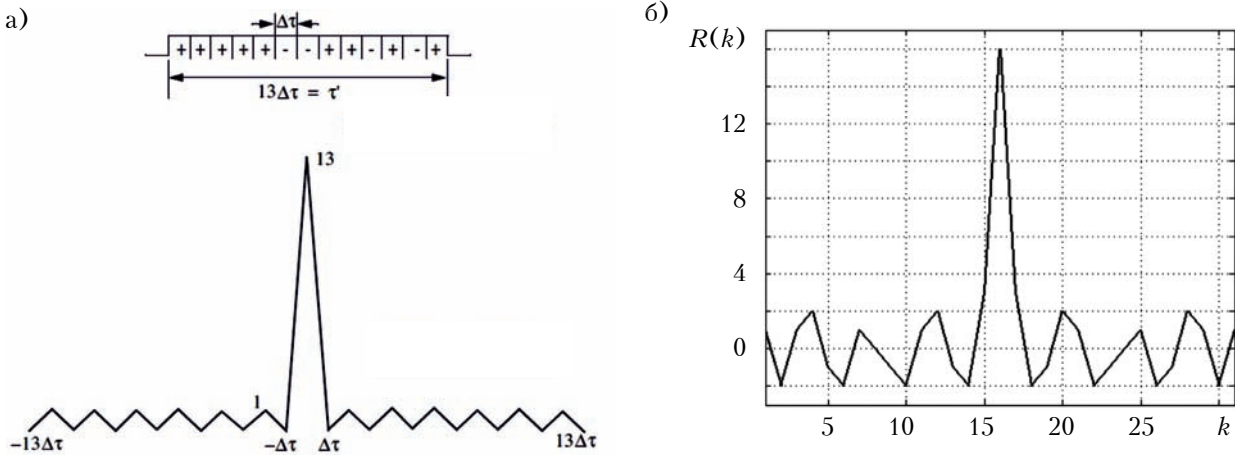 а)
Δτ
+ + + + + - - + + - + - +
13Δτ = τ'
13
1
-13Δτ
-Δτ
Δτ
13Δτ
б)
R(k)
12
8
4
0
5 10 15 20 25 k